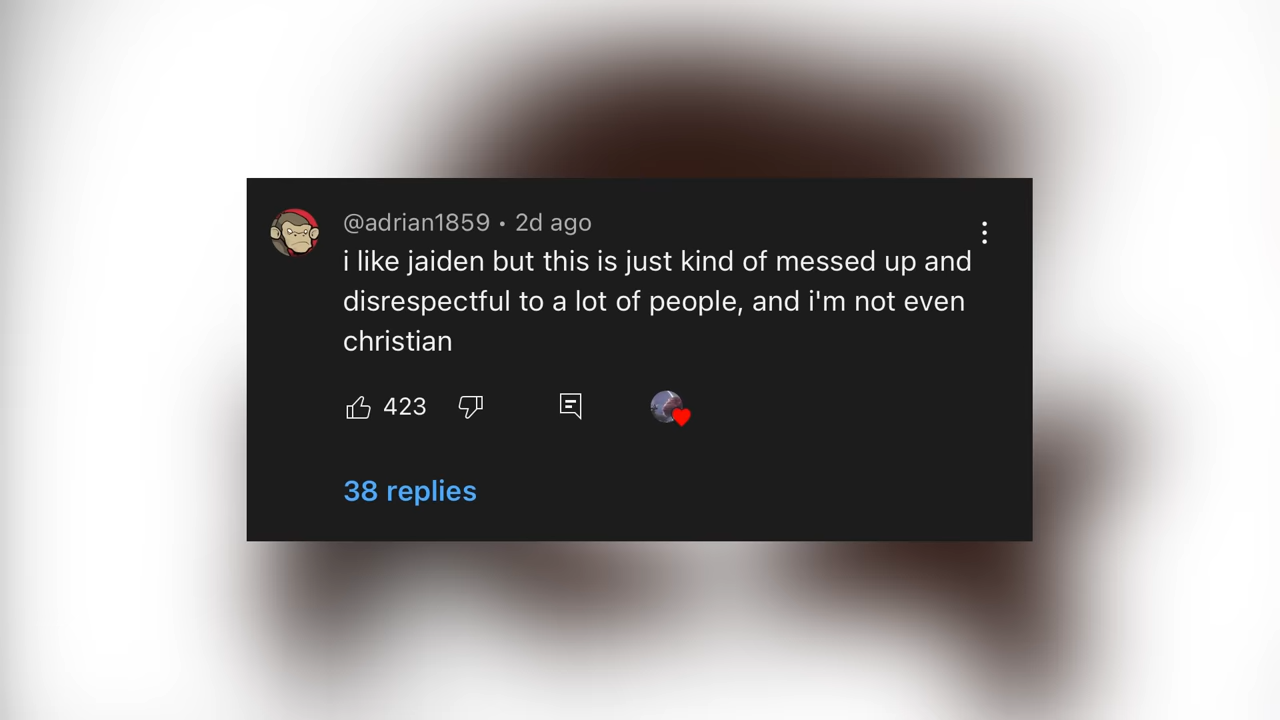 @adrian1859 • 2d ago
i like jaiden but this is just kind of messed up and
disrespectful to a lot of people, and i'm not even
christian
423
38 replies